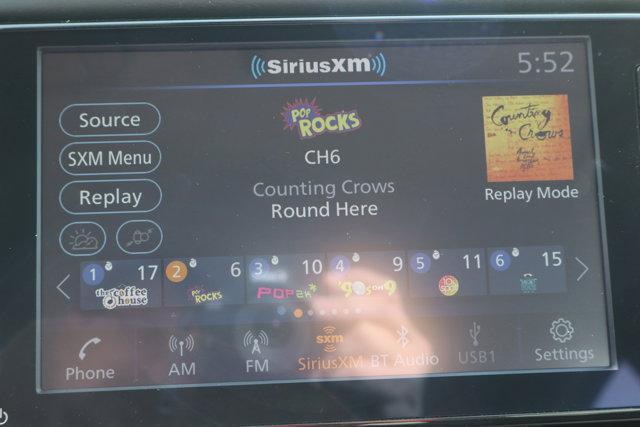 SiriusXM
5:52
Source
SXM Menu
Replay
POP ROCKS
CH6
Counting Crows
Round Here
Counting Crows
Replay Mode
1 17 2 6 3 10 4 9 5 11 6 15
the coffee house
POP ROCKS
POP2K
'90s on 9
Phone
AM
FM
sxm
SiriusXM
BT Audio
USB1
Settings